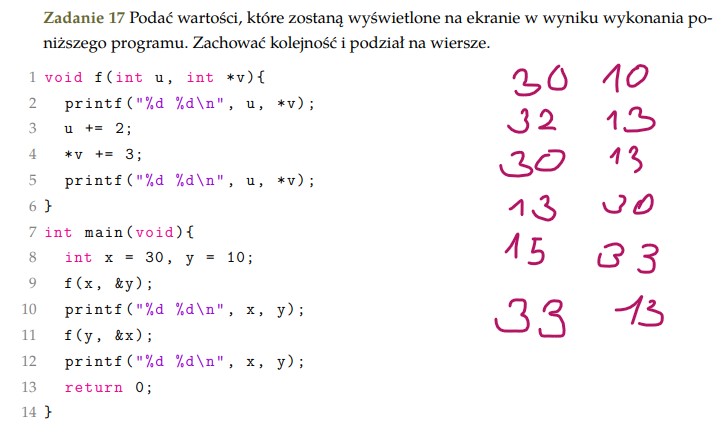 Zadanie 17 Podać wartości, które zostaną wyświetlone na ekranie w wyniku wykonania po-
niższego programu. Zachować kolejność i podział na wiersze.
1 void f(int u, int *v){
2 printf("%d %d\n", u, *v);
3 u += 2;
4 *v += 3;
5 printf("%d %d\n", u, *v);
6 }
7 int main(void){
8 int x = 30, y = 10;
9 f(x, &y);
10 printf("%d %d\n", x, y);
11 f(y, &x);
12 printf("%d %d\n", x, y);
13 return 0;
14 }
30 10
32 13
30 13
13 30
15 33
33 13